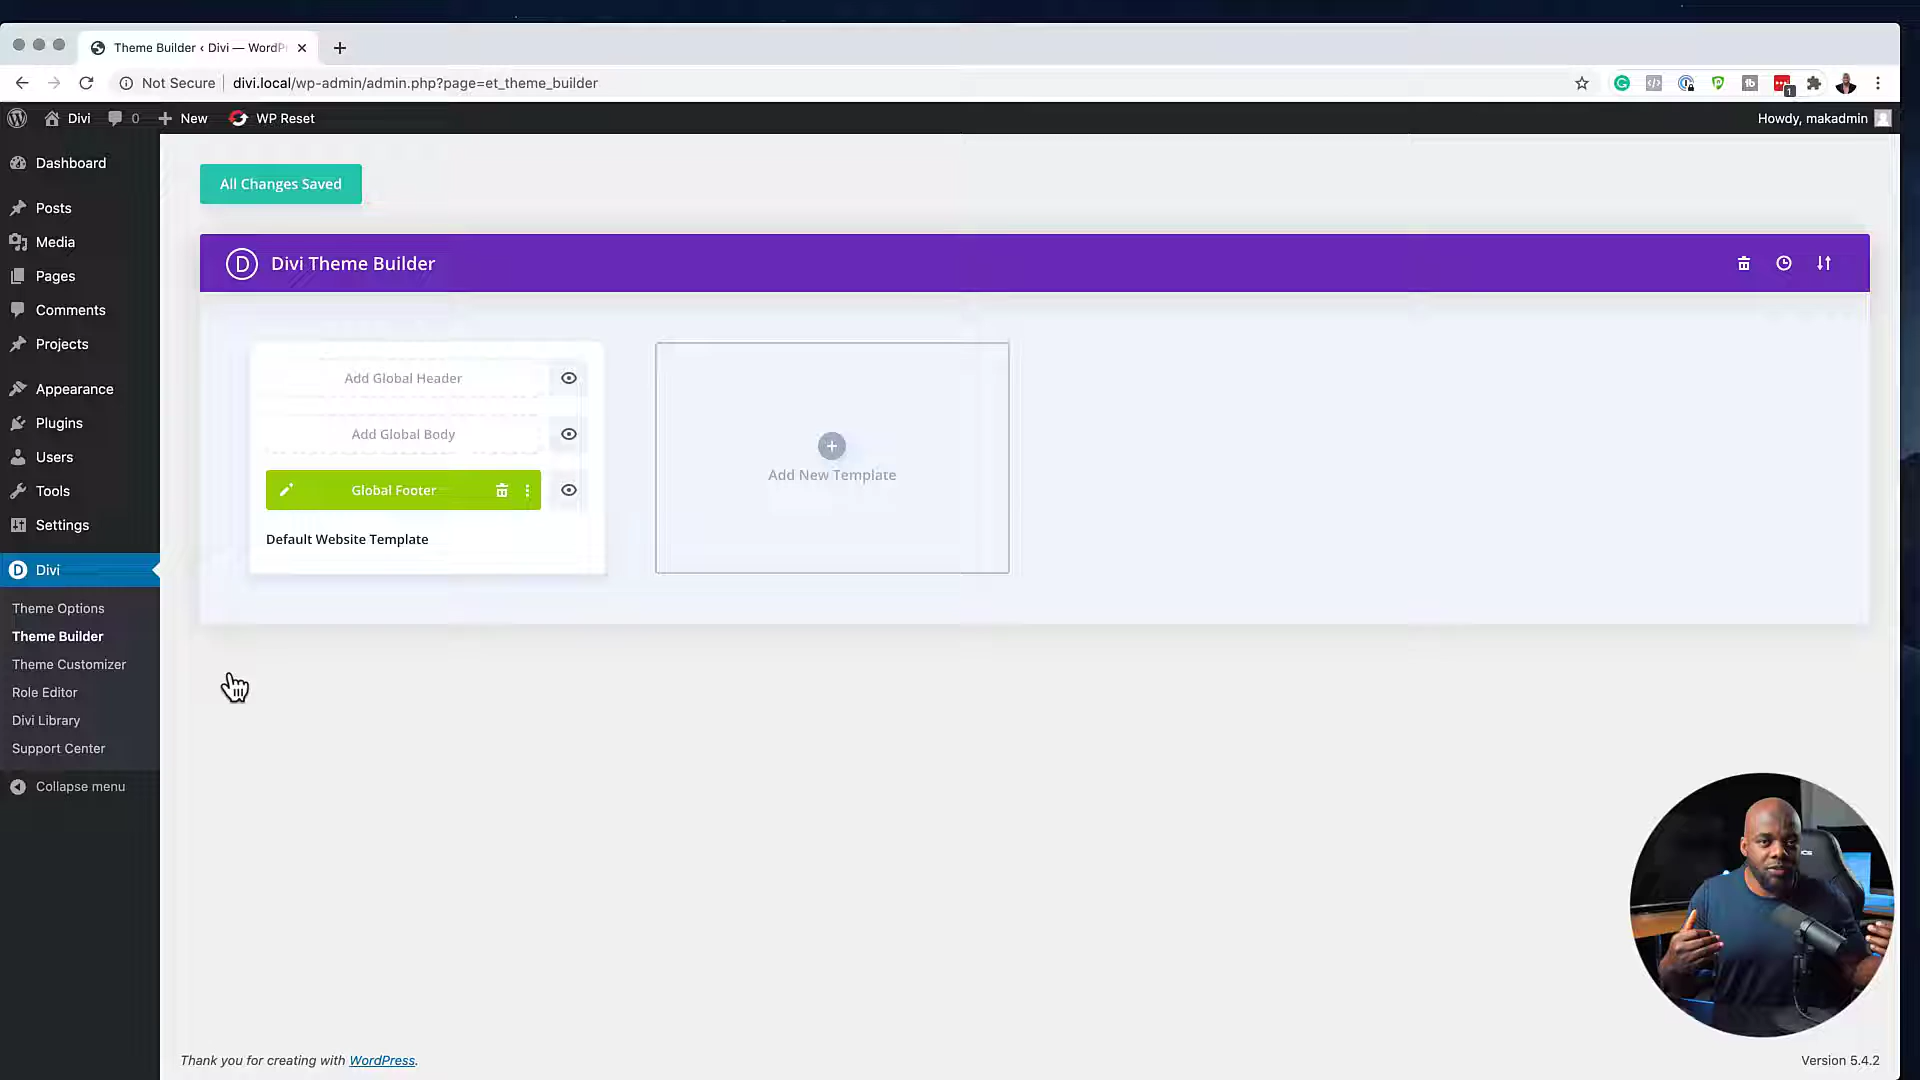 Theme Builder ‹ Divi — WordP
Not Secure divi.local/wp-admin/admin.php?page=et_theme_builder
1
Divi 0 New WP Reset Howdy, makadmin
Dashboard
Posts
Media
Pages
Comments
Projects
Appearance
Plugins
Users
Tools
Settings
Divi
Theme Options
Theme Builder
Theme Customizer
Role Editor
Divi Library
Support Center
Collapse menu
All Changes Saved
D Divi Theme Builder
Add Global Header
Add Global Body
Global Footer
Default Website Template
Add New Template
Thank you for creating with WordPress.
Version 5.4.2